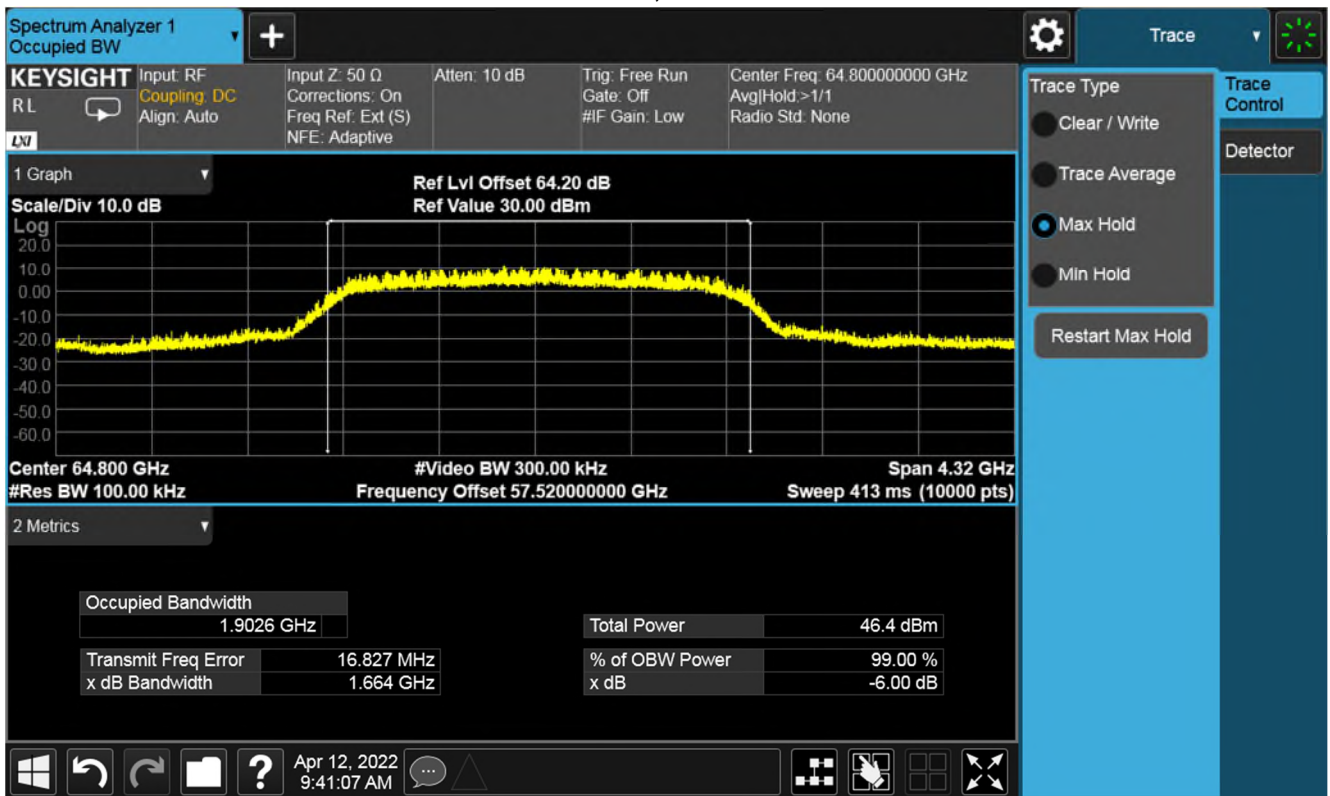 Spectrum Analyzer 1
Occupied BW
+
Trace
KEYSIGHT
R L
LXI
Input: RF
Coupling: DC
Align: Auto
Input Z: 50 Ω
Corrections: On
Freq Ref: Ext (S)
NFE: Adaptive
Atten: 10 dB
Trig: Free Run
Gate: Off
#IF Gain: Low
Center Freq: 64.800000000 GHz
Avg|Hold:>1/1
Radio Std: None
1 Graph
Scale/Div 10.0 dB
Ref Lvl Offset 64.20 dB
Ref Value 30.00 dBm
Log
20.0
10.0
0.00
-10.0
-20.0
-30.0
-40.0
-50.0
-60.0
Center 64.800 GHz
#Video BW 300.00 kHz
Span 4.32 GHz
#Res BW 100.00 kHz
Frequency Offset 57.520000000 GHz
Sweep 413 ms (10000 pts)
2 Metrics
Occupied Bandwidth
1.9026 GHz
Total Power 46.4 dBm
Transmit Freq Error 16.827 MHz
% of OBW Power 99.00 %
x dB Bandwidth 1.664 GHz
x dB -6.00 dB
Trace Type
Clear / Write
Trace Average
Max Hold
Min Hold
Restart Max Hold
Trace
Control
Detector
?
Apr 12, 2022
9:41:07 AM